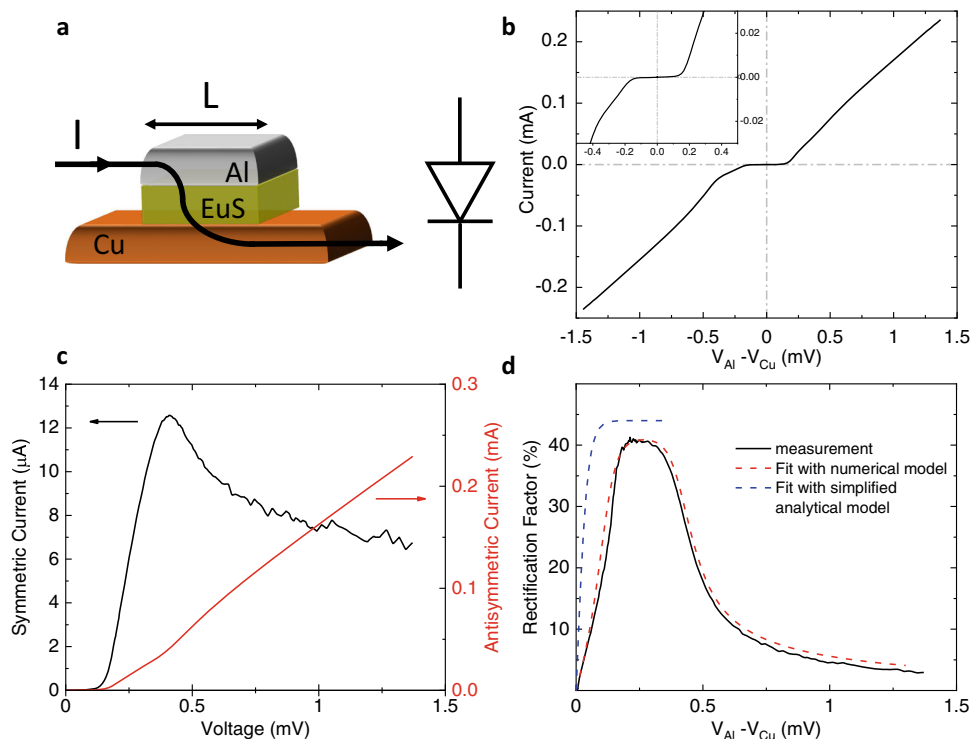 a
I
L
Al
EuS
Cu
b
Current (mA)
0.2
0.1
0.0
-0.1
-0.2
-1.5 -1 -0.5 0 0.5 1 1.5
V_Al -V_Cu (mV)
0.02
0.00
-0.02
-0.4 -0.2 0.0 0.2 0.4
c
Symmetric Current (μA)
14
12
10
8
6
4
2
0
0 0.5 1 1.5
Voltage (mV)
0.3
0.2
0.1
0.0
Antisymmetric Current (mA)
d
Rectification Factor (%)
40
30
20
10
0 0.5 1.0 1.5
V_Al -V_Cu (mV)
measurement
Fit with numerical model
Fit with simplified
analytical model